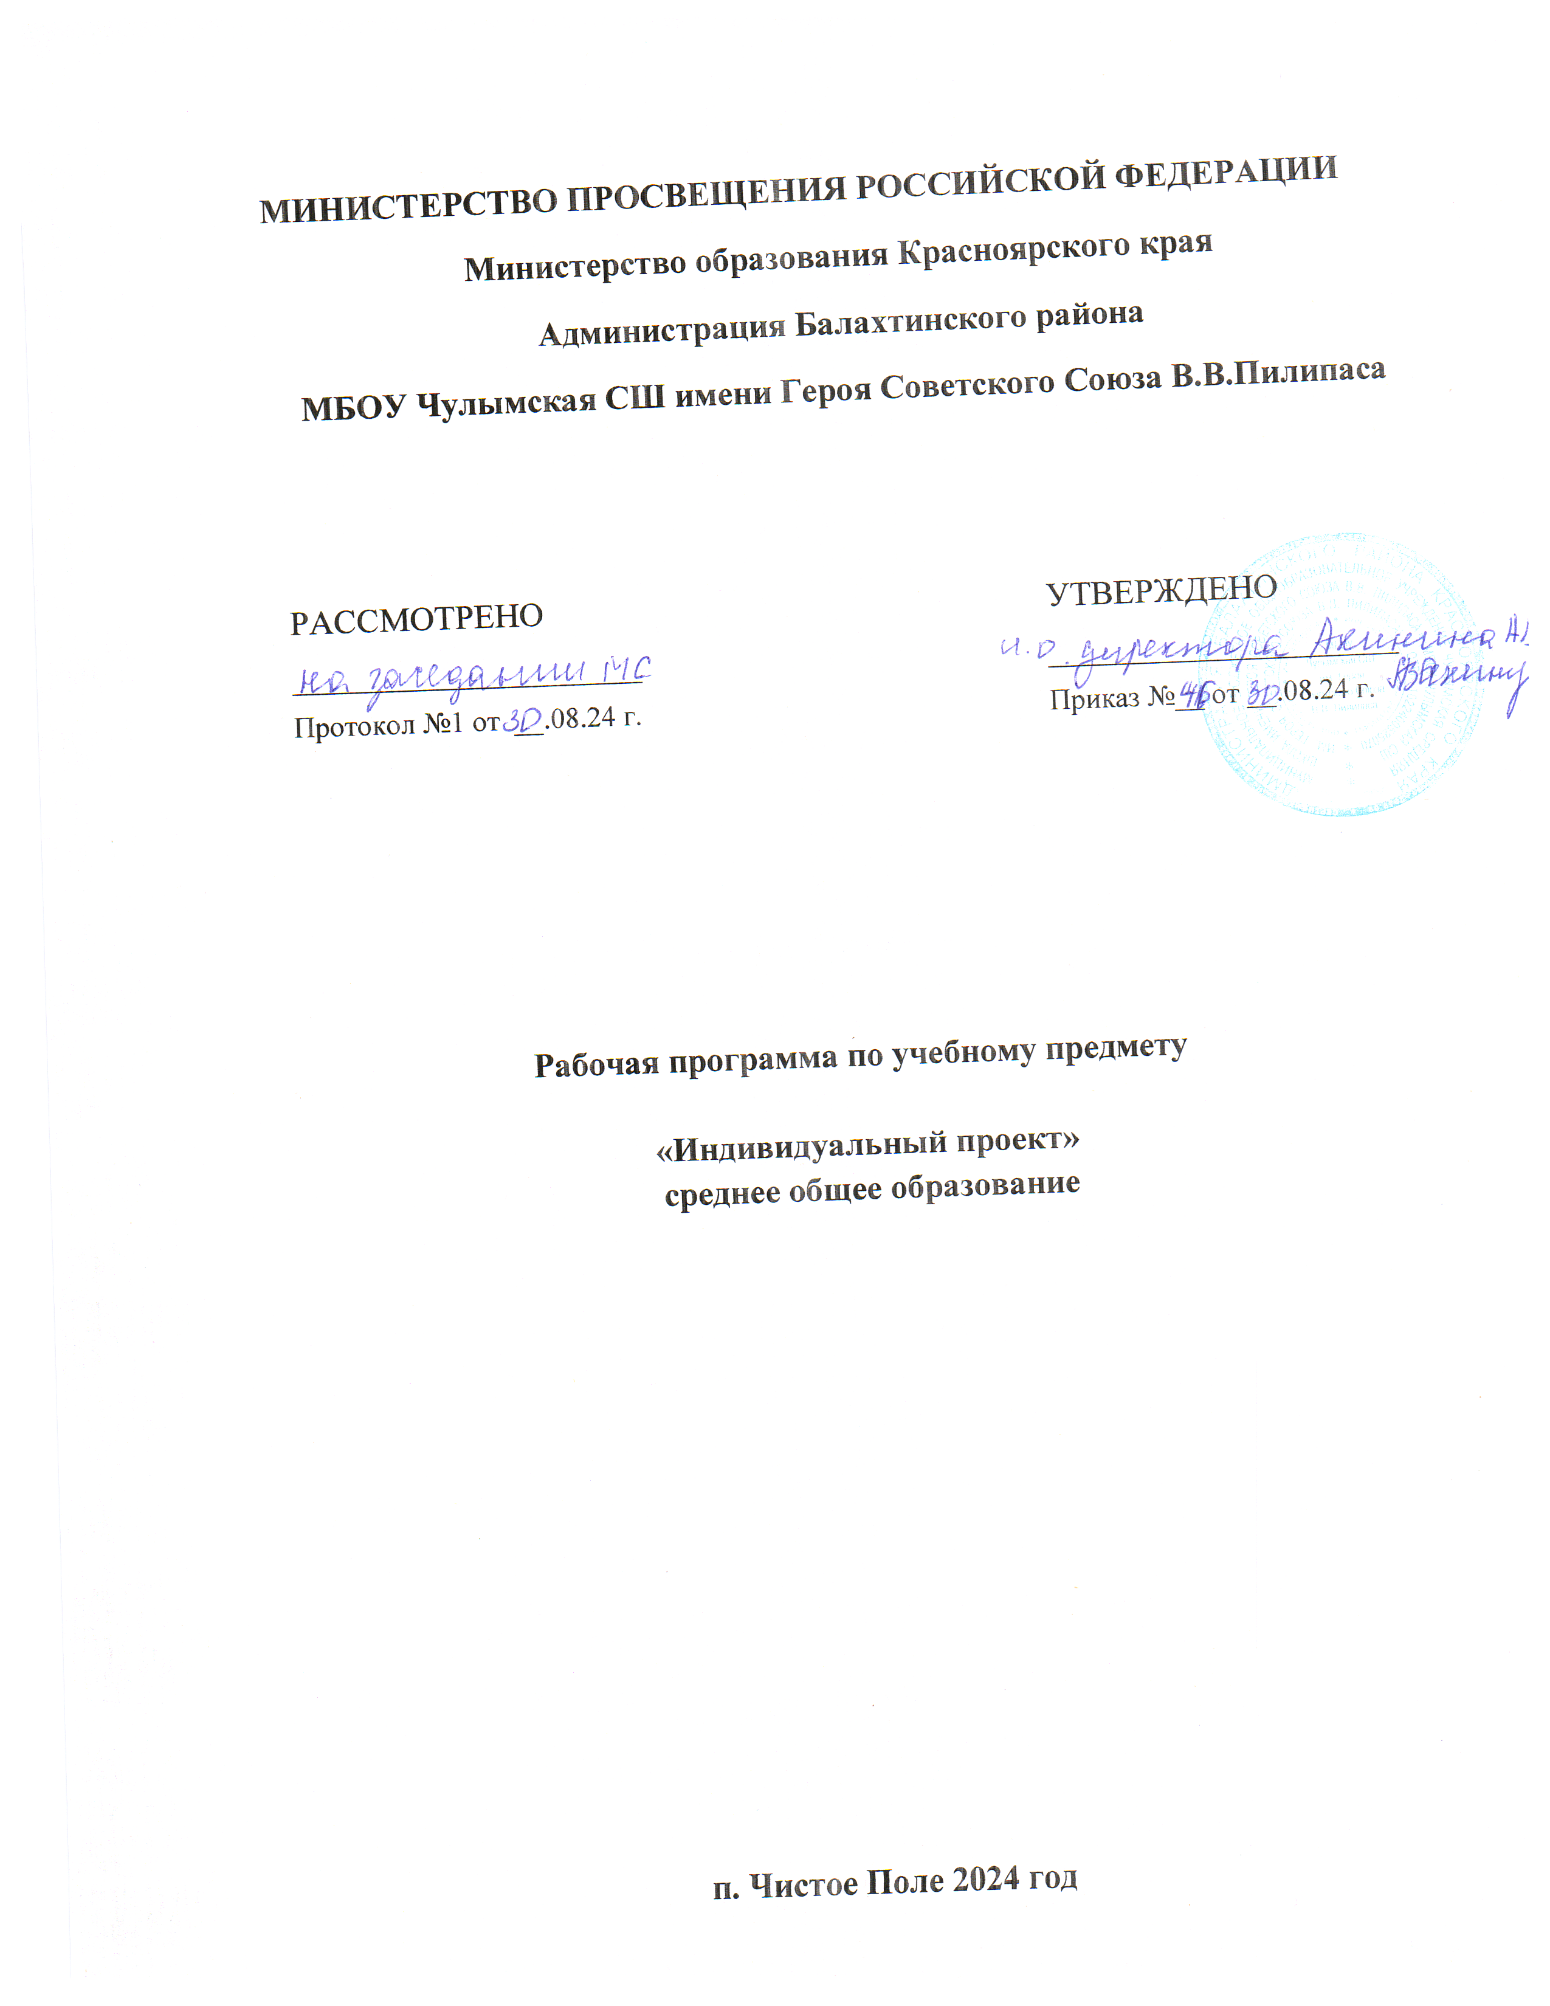 МИНИСТЕРСТВО ПРОСВЕЩЕНИЯ РОССИЙСКОЙ ФЕДЕРАЦИИ
Министерство образования Красноярского края
Администрация Балахтинского района
МБОУ Чулымская СШ имени Героя Советского Союза В.В.Пилипаса
РАССМОТРЕНО
на заседании МС
Протокол №1 от 30.08.24 г.
УТВЕРЖДЕНО
и.о. директора Акинина
Приказ №46 от 30.08.24 г.
Рабочая программа по учебному предмету
«Индивидуальный проект»
среднее общее образование
п. Чистое Поле 2024 год